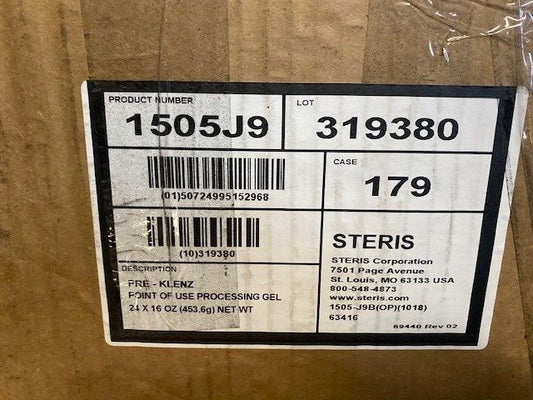 PRODUCT NUMBER
1505J9
LOT
319380
(01)50724995152968
CASE
179
(10)319380
DESCRIPTION
PRE - KLENZ
POINT OF USE PROCESSING GEL
24 X 16 OZ (453.6g) NET WT
STERIS
STERIS Corporation
7501 Page Avenue
St. Louis, MO 63133 USA
800-548-4873
www.steris.com
1505-J9B(OP)(1018)
63416
69440 Rev 02